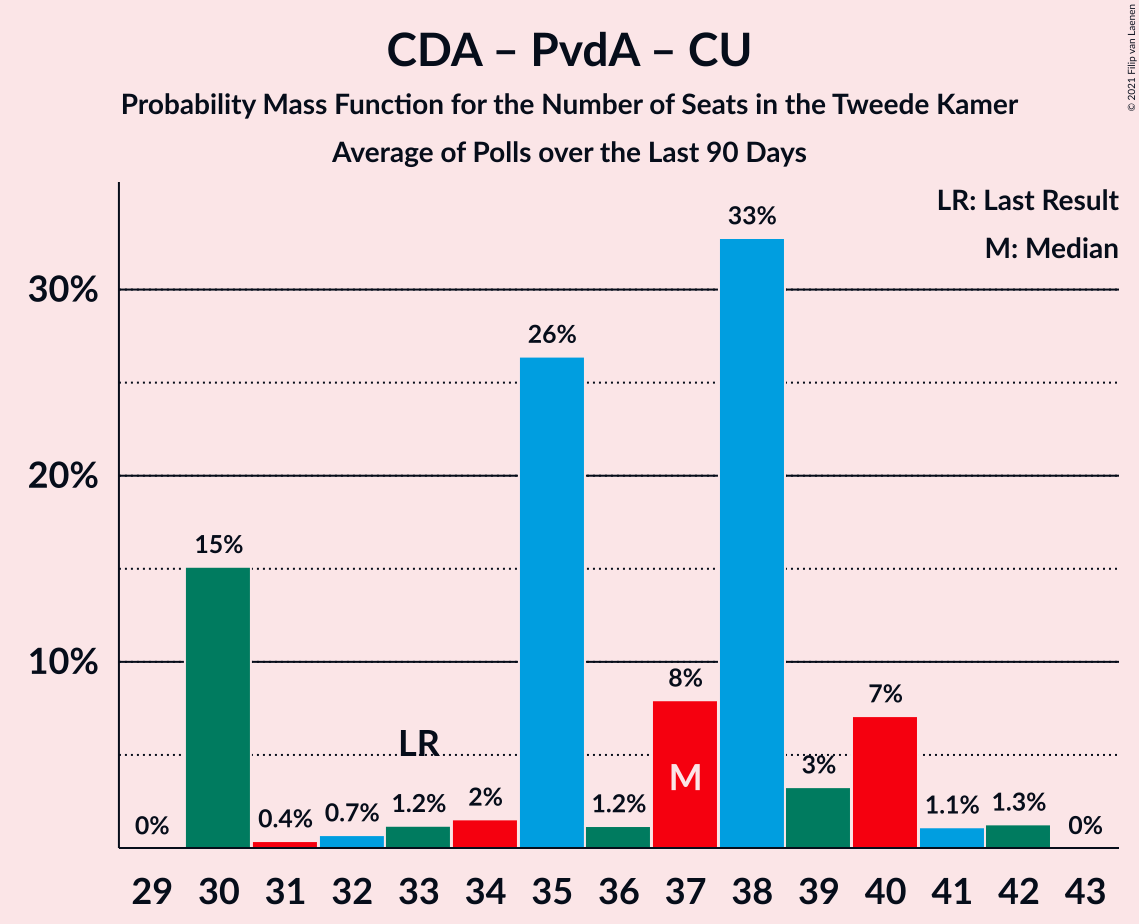 CDA – PvdA – CU
Probability Mass Function for the Number of Seats in the Tweede Kamer
Average of Polls over the Last 90 Days
© 2021 Filip van Laenen
LR: Last Result
M: Median
30%
20%
10%
0%
15%
0.4%
0.7%
1.2%
LR
2%
26%
1.2%
8%
M
33%
3%
7%
1.1%
1.3%
0%
29 30 31 32 33 34 35 36 37 38 39 40 41 42 43